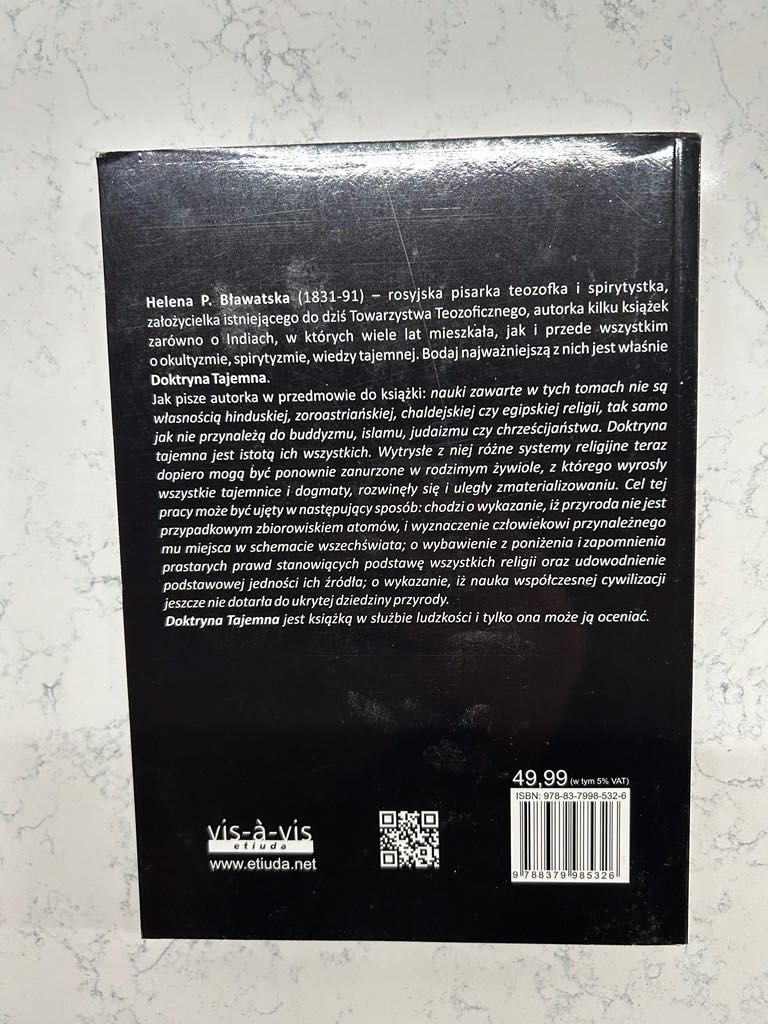 Helena P. Bławatska (1831-91) – rosyjska pisarka teozofka i spirytystka,
założycielka istniejącego do dziś Towarzystwa Teozoficznego, autorka kilku książek
zarówno o Indiach, w których wiele lat mieszkała, jak i przede wszystkim
o okultyzmie, spirytyzmie, wiedzy tajemnej. Bodaj najważniejszą z nich jest właśnie
Doktryna Tajemna.
Jak pisze autorka w przedmowie do książki: nauki zawarte w tych tomach nie są
własnością hinduskiej, zoroastriańskiej, chaldejskiej czy egipskiej religii, tak samo
jak nie przynależą do buddyzmu, islamu, judaizmu czy chrześcijaństwa. Doktryna
tajemna jest istotą ich wszystkich. Wytrysłe z niej różne systemy religijne teraz
dopiero mogą być ponownie zanurzone w rodzimym żywiole, z którego wyrosły
wszystkie tajemnice i dogmaty, rozwinęły się i uległy zmaterializowaniu. Cel tej
pracy może być ujęty w następujący sposób: chodzi o wykazanie, iż przyroda nie jest
przypadkowym zbiorowiskiem atomów, i wyznaczenie człowiekowi przynależnego
mu miejsca w schemacie wszechświata; o wybawienie z poniżenia i zapomnienia
prastarych prawd stanowiących podstawę wszystkich religii oraz udowodnienie
podstawowej jedności ich źródła; o wykazanie, iż nauka współczesnej cywilizacji
jeszcze nie dotarła do ukrytej dziedziny przyrody.
Doktryna Tajemna jest książką w służbie ludzkości i tylko ona może ją oceniać.
49,99 (w tym 5% VAT)
ISBN: 978-83-7998-532-6
vis-à-vis
etiuda
www.etiuda.net
9 788379 985326